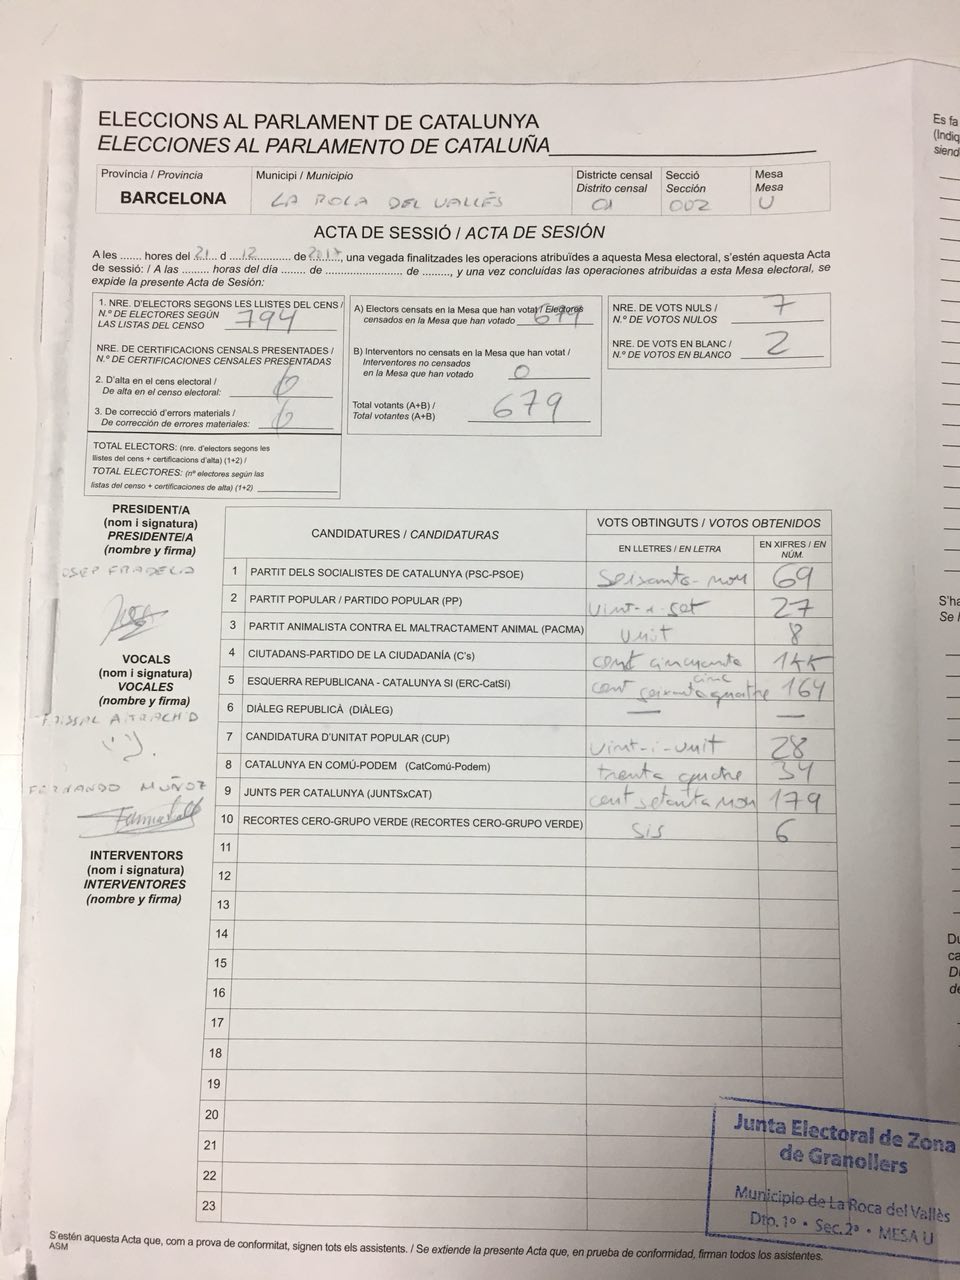 ELECCIONS AL PARLAMENT DE CATALUNYA
ELECCIONES AL PARLAMENTO DE CATALUÑA
Província / Provincia
BARCELONA
Municipi / Municipio
LA ROCA DEL VALLÈS
Districte censal
Distrito censal
01
Secció
Sección
002
Mesa
Mesa
U
ACTA DE SESSIÓ / ACTA DE SESIÓN
A les ....... hores del 21 d 12 de 2017, una vegada finalitzades les operacions atribuïdes a aquesta Mesa electoral, s'estén aquesta Acta
de sessió: / A las ......... horas del día ....... de ....................... de ........, y una vez concluidas las operaciones atribuidas a esta Mesa electoral, se
expide la presente Acta de Sesión:
1. NRE. D'ELECTORS SEGONS LES LLISTES DEL CENS /
N.º DE ELECTORES SEGÚN
LAS LISTAS DEL CENSO 794
NRE. DE CERTIFICACIONS CENSALS PRESENTADES /
N.º DE CERTIFICACIONES CENSALES PRESENTADAS
2. D'alta en el cens electoral /
De alta en el censo electoral:
3. De correcció d'errors materials /
De corrección de errores materiales:
TOTAL ELECTORS: (nre. d'electors segons les
llistes del cens + certificacions d'alta) (1+2) /
TOTAL ELECTORES: (nº electores según las
listas del censo + certificaciones de alta) (1+2)
A) Electors censats en la Mesa que han votat / Electores
censados en la Mesa que han votado 679
B) Interventors no censats en la Mesa que han votat /
Interventores no censados
en la Mesa que han votado 0
Total votants (A+B) /
Total votantes (A+B) 679
NRE. DE VOTS NULS /
N.º DE VOTOS NULOS 7
NRE. DE VOTS EN BLANC /
N.º DE VOTOS EN BLANCO 2
PRESIDENT/A
(nom i signatura)
PRESIDENTE/A
(nombre y firma)
VOCALS
(nom i signatura)
VOCALES
(nombre y firma)
FERNANDO MUÑOZ
INTERVENTORS
(nom i signatura)
INTERVENTORES
(nombre y firma)
CANDIDATURES / CANDIDATURAS
VOTS OBTINGUTS / VOTOS OBTENIDOS
EN LLETRES / EN LETRA
EN XIFRES / EN NÚM.
1 PARTIT DELS SOCIALISTES DE CATALUNYA (PSC-PSOE) seixanta-nou 69
2 PARTIT POPULAR / PARTIDO POPULAR (PP) vint-i-set 27
3 PARTIT ANIMALISTA CONTRA EL MALTRACTAMENT ANIMAL (PACMA) vuit 8
4 CIUTADANS-PARTIDO DE LA CIUDADANÍA (C's) cent cinquanta cinc
5 ESQUERRA REPUBLICANA - CATALUNYA SI (ERC-CatSí) cent seixanta quatre 164
6 DIÀLEG REPUBLICÀ (DIÀLEG) — —
7 CANDIDATURA D'UNITAT POPULAR (CUP) vint-i-vuit 28
8 CATALUNYA EN COMÚ-PODEM (CatComú-Podem) trenta quatre 34
9 JUNTS PER CATALUNYA (JUNTSxCAT) cent setanta nou 179
10 RECORTES CERO-GRUPO VERDE (RECORTES CERO-GRUPO VERDE) sis 6
11
12
13
14
15
16
17
18
19
20
21
22
23
Junta Electoral de Zona
de Granollers
Municipio de La Roca del Vallès
Dto. 1º • Sec. 2ª • MESA U
S'estén aquesta Acta que, com a prova de conformitat, signen tots els assistents. / Se extiende la presente Acta que, en prueba de conformidad, firman todos los asistentes.
ASM